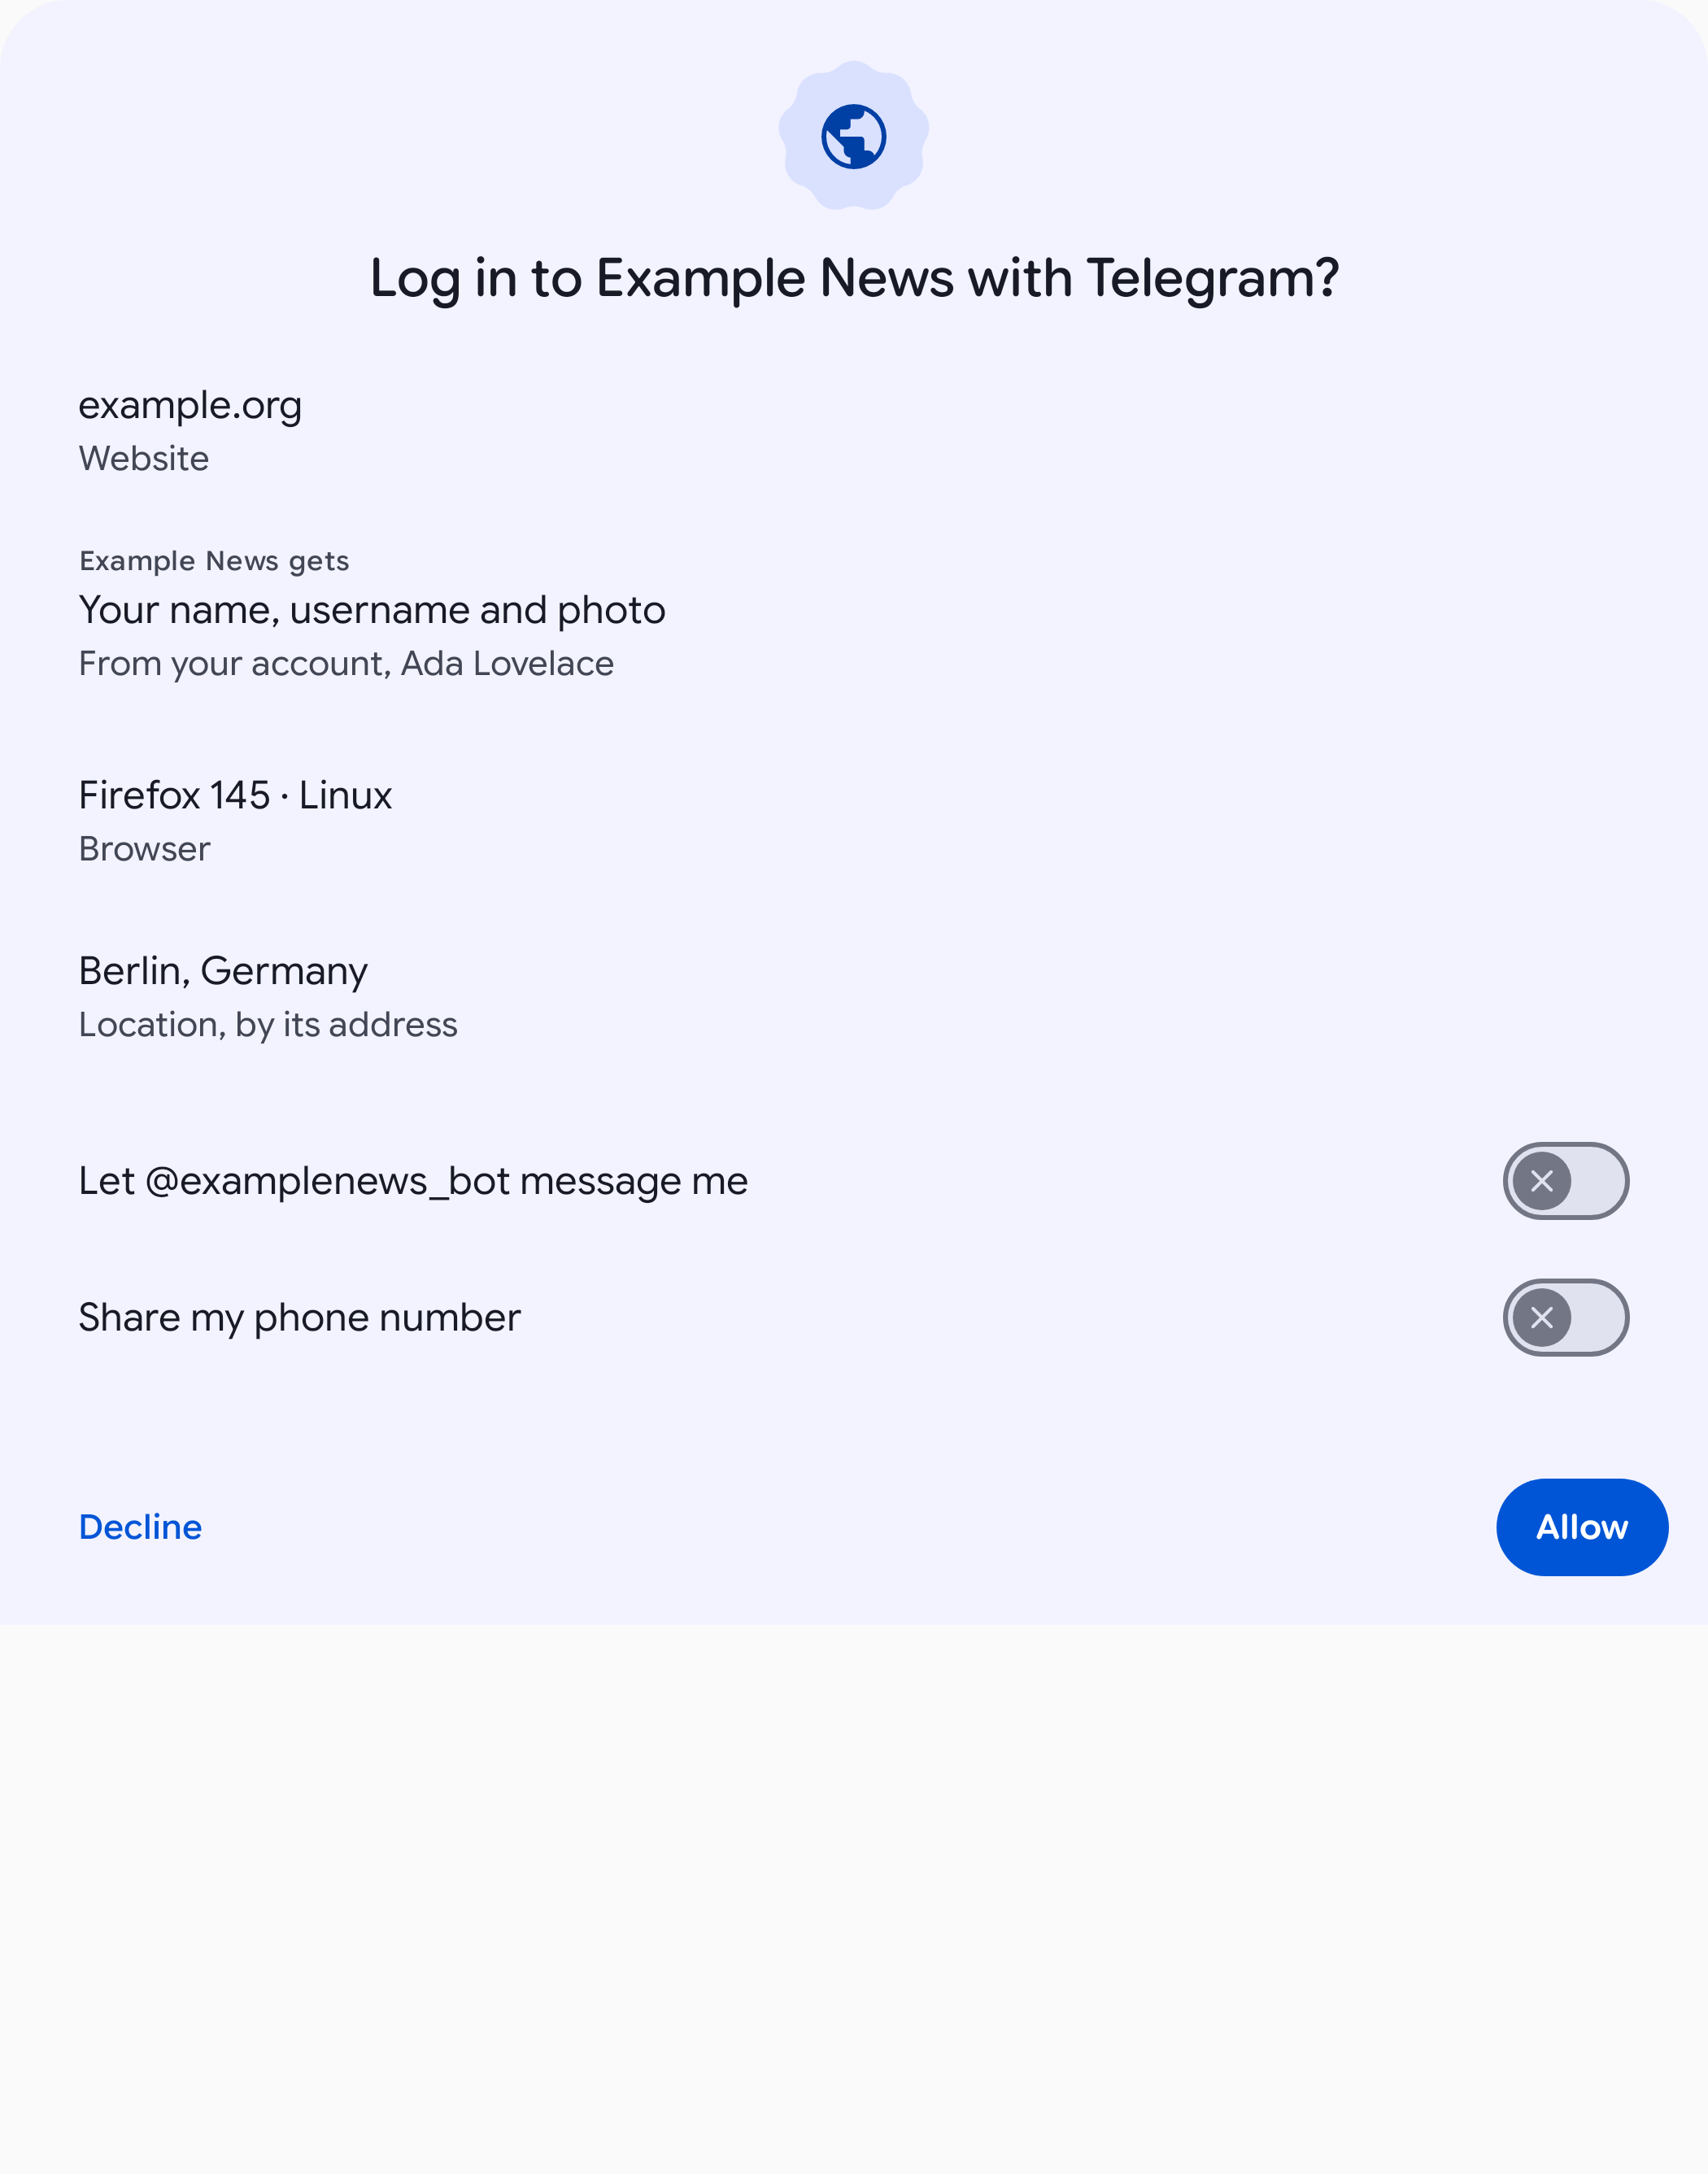 Log in to Example News with Telegram?
example.org
Website
Example News gets
Your name, username and photo
From your account, Ada Lovelace
Firefox 145 · Linux
Browser
Berlin, Germany
Location, by its address
Let @examplenews_bot message me
Share my phone number
Decline
Allow